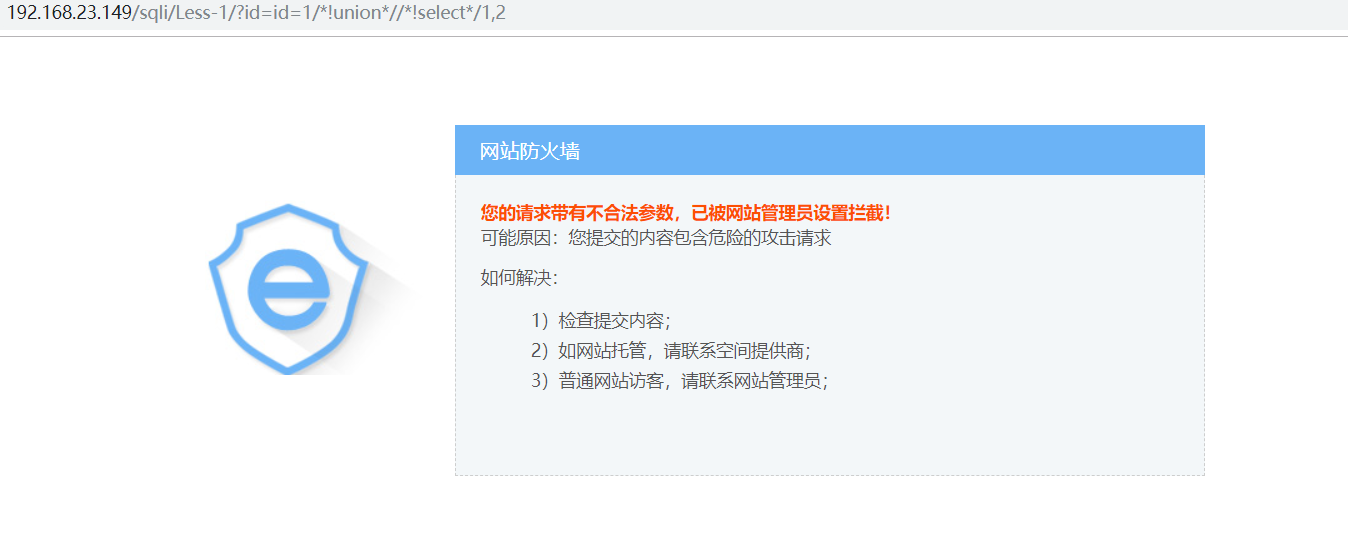 192.168.23.149/sqli/Less-1/?id=id=1/*!union*//*!select*/1,2
网站防火墙
您的请求带有不合法参数，已被网站管理员设置拦截！
可能原因：您提交的内容包含危险的攻击请求
如何解决：
1）检查提交内容；
2）如网站托管，请联系空间提供商；
3）普通网站访客，请联系网站管理员；